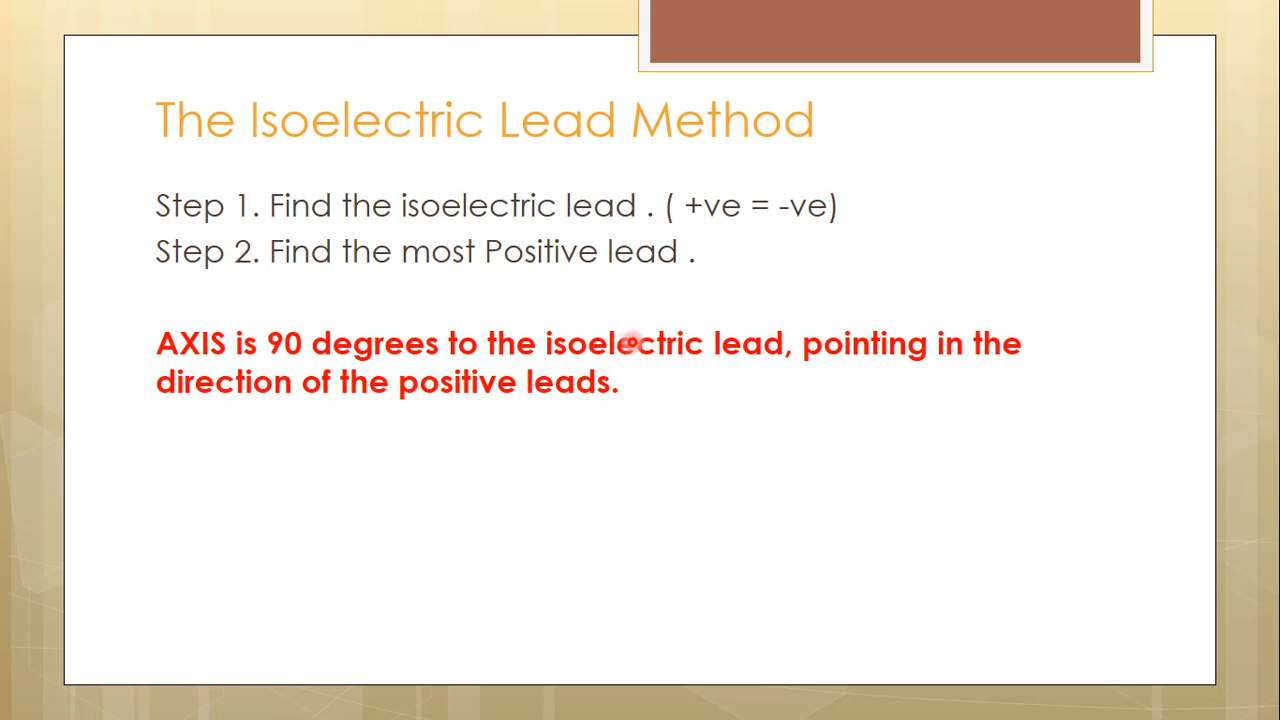 The Isoelectric Lead Method
Step 1. Find the isoelectric lead . ( +ve = -ve)
Step 2. Find the most Positive lead .
AXIS is 90 degrees to the isoelectric lead, pointing in the
direction of the positive leads.